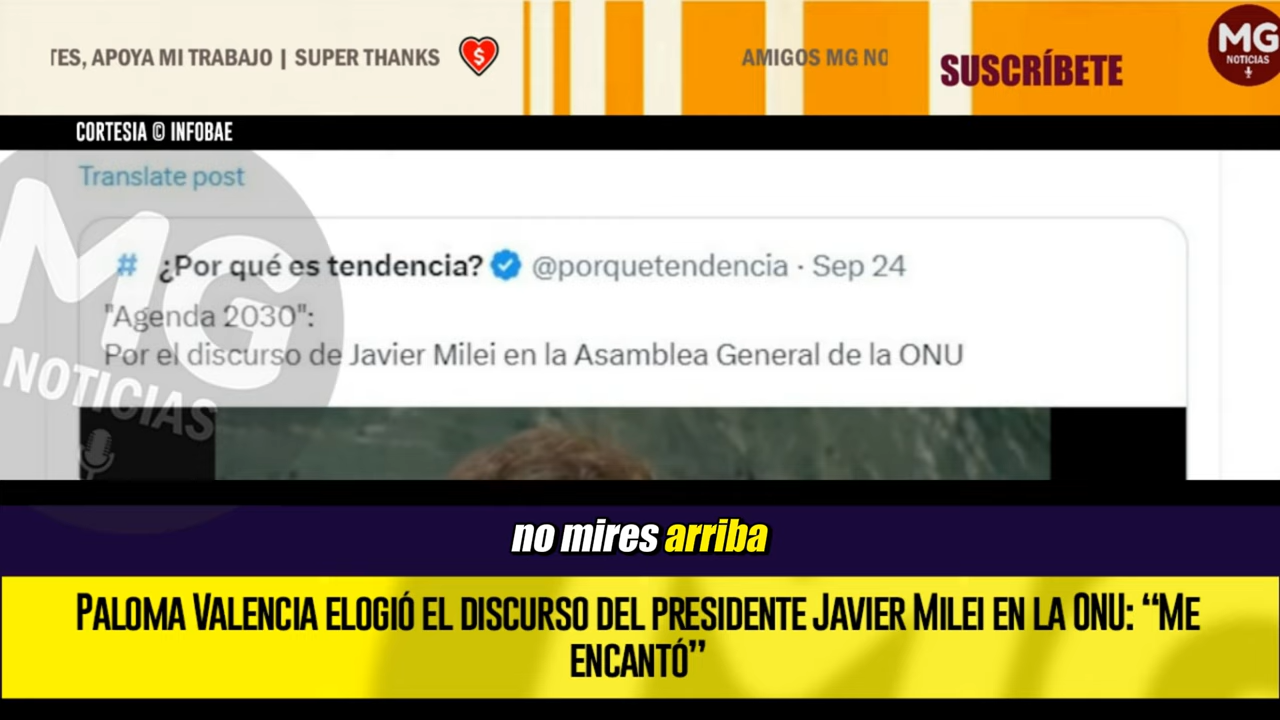 TES, APOYA MI TRABAJO | SUPER THANKS
AMIGOS MG NO
SUSCRÍBETE
MG
NOTICIAS
CORTESIA © INFOBAE
Translate post
# ¿Por qué es tendencia? @porquetendencia · Sep 24
"Agenda 2030":
Por el discurso de Javier Milei en la Asamblea General de la ONU
MG
NOTICIAS
no mires arriba
PALOMA VALENCIA ELOGIÓ EL DISCURSO DEL PRESIDENTE JAVIER MILEI EN LA ONU: “ME
ENCANTÓ”